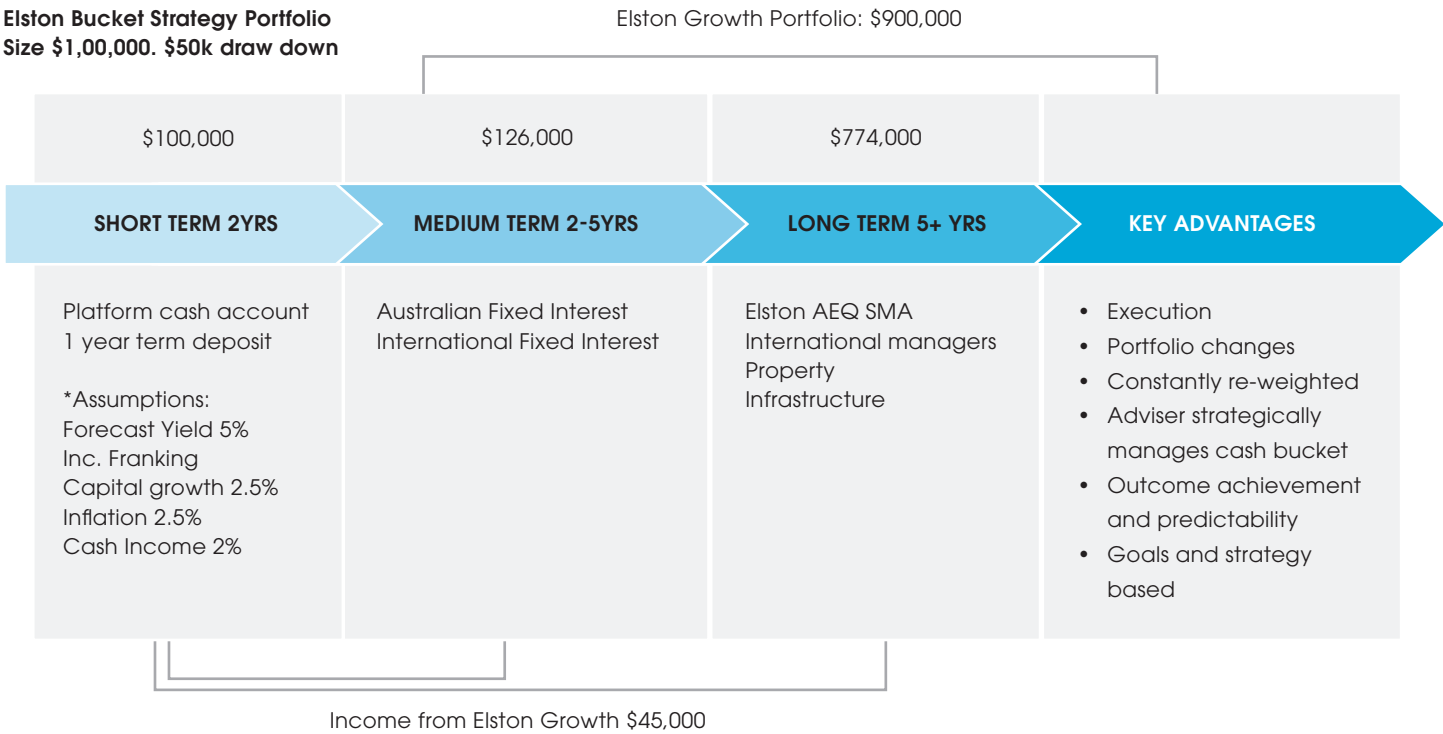 Elston Bucket Strategy Portfolio
Size $1,00,000. $50k draw down
Elston Growth Portfolio: $900,000
$100,000
$126,000
$774,000
SHORT TERM 2YRS
MEDIUM TERM 2-5YRS
LONG TERM 5+ YRS
KEY ADVANTAGES
Platform cash account
1 year term deposit
*Assumptions:
Forecast Yield 5%
Inc. Franking
Capital growth 2.5%
Inflation 2.5%
Cash Income 2%
Australian Fixed Interest
International Fixed Interest
Elston AEQ SMA
International managers
Property
Infrastructure
• Execution
• Portfolio changes
• Constantly re-weighted
• Adviser strategically
manages cash bucket
• Outcome achievement
and predictability
• Goals and strategy
based
Income from Elston Growth $45,000